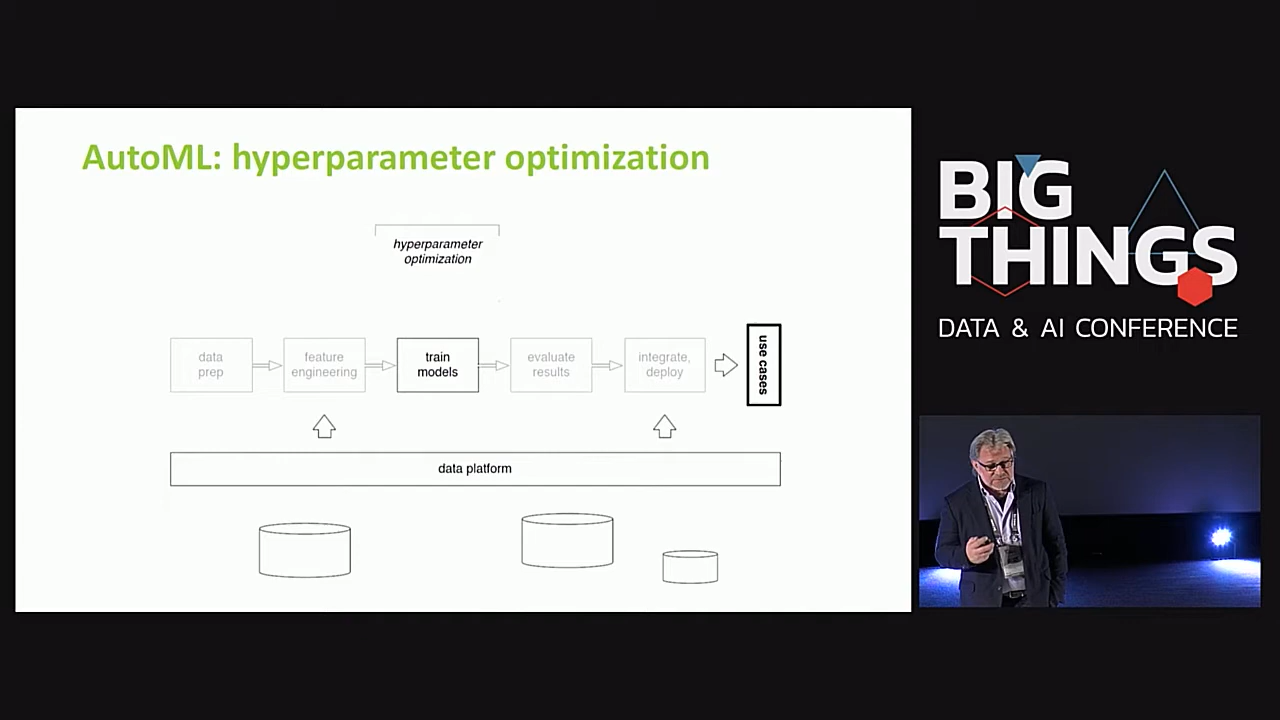 AutoML: hyperparameter optimization
hyperparameter
optimization
data
prep
feature
engineering
train
models
evaluate
results
integrate,
deploy
use cases
data platform
BIG
THINGS
DATA & AI CONFERENCE